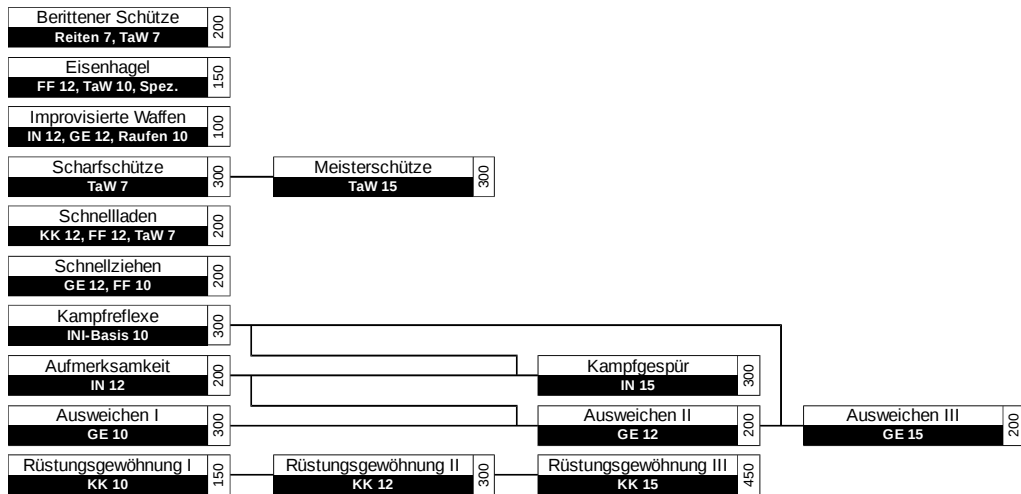 Berittener Schütze
Reiten 7, TaW 7
200
Eisenhagel
FF 12, TaW 10, Spez.
150
Improvisierte Waffen
IN 12, GE 12, Raufen 10
100
Scharfschütze
TaW 7
300
Meisterschütze
TaW 15
300
Schnellladen
KK 12, FF 12, TaW 7
200
Schnellziehen
GE 12, FF 10
200
Kampfreflexe
INI-Basis 10
300
Aufmerksamkeit
IN 12
200
Kampfgespür
IN 15
300
Ausweichen I
GE 10
300
Ausweichen II
GE 12
200
Ausweichen III
GE 15
200
Rüstungsgewöhnung I
KK 10
150
Rüstungsgewöhnung II
KK 12
300
Rüstungsgewöhnung III
KK 15
450